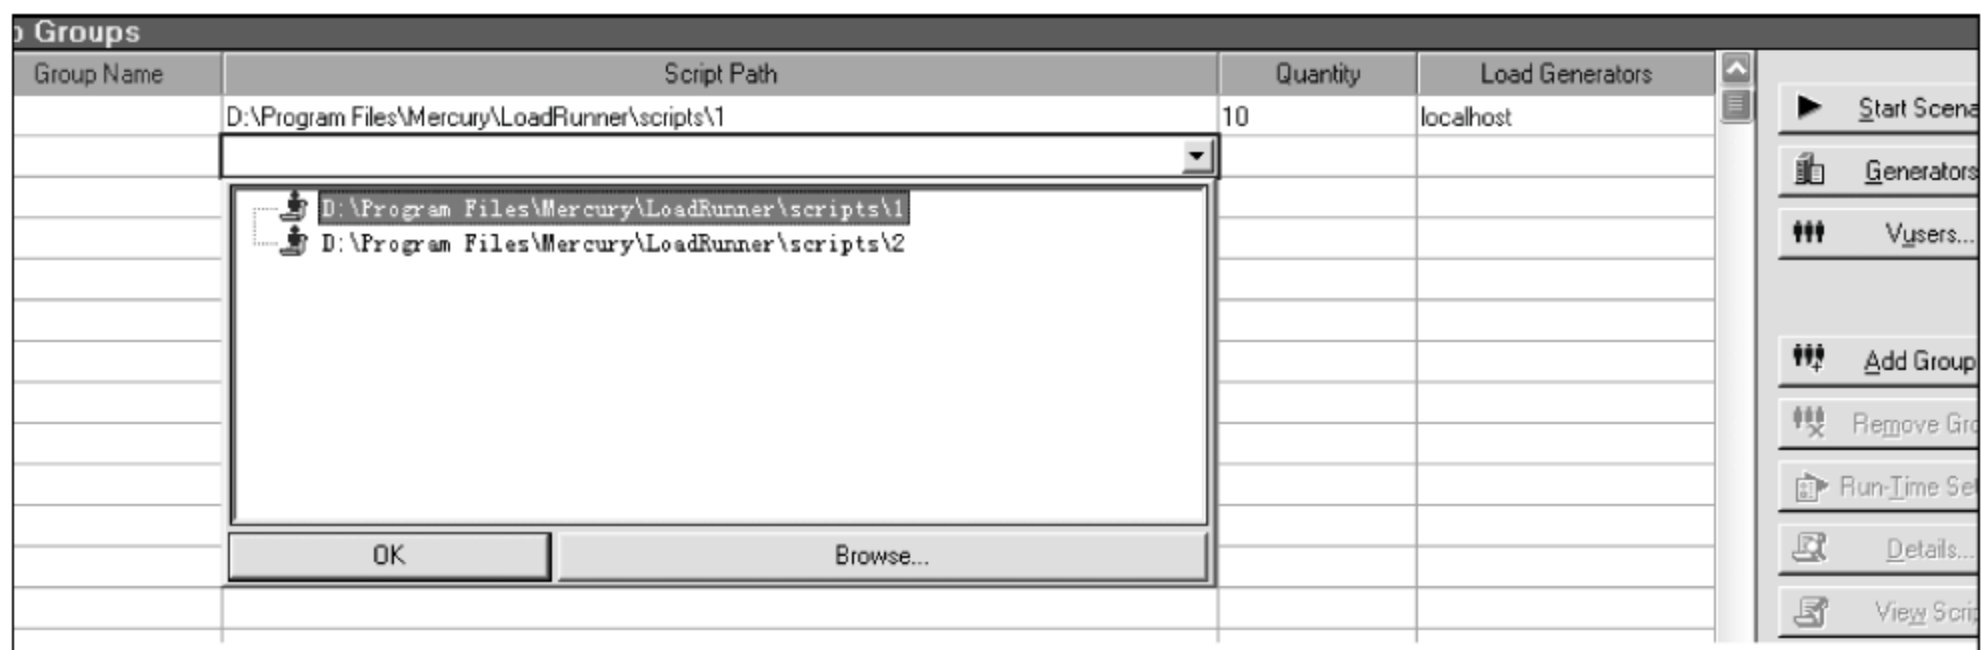 Groups
Group Name Script Path Quantity Load Generators
D:\Program Files\Mercury\LoadRunner\scripts\1 10 localhost
Start Scena
Generators
D:\Program Files\Mercury\LoadRunner\scripts\1
D:\Program Files\Mercury\LoadRunner\scripts\2
Vusers...
Add Group
Remove Gro
Run-Time Set
OK Browse...
Details...
View Scrip